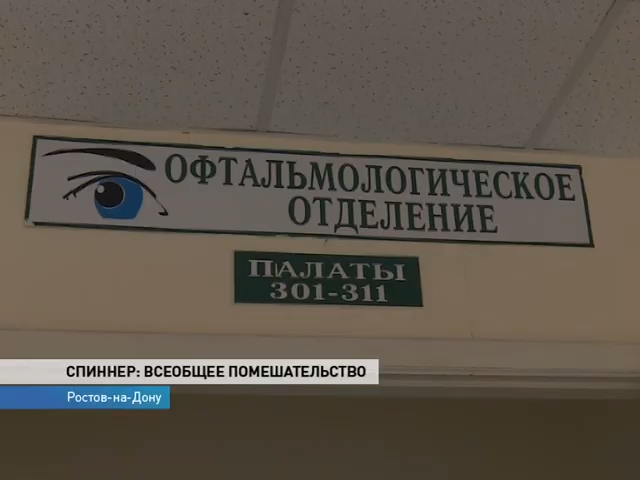 ОФТАЛЬМОЛОГИЧЕСКОЕ
ОТДЕЛЕНИЕ
ПАЛАТЫ
301-311
СПИННЕР: ВСЕОБЩЕЕ ПОМЕШАТЕЛЬСТВО
Ростов-на-Дону